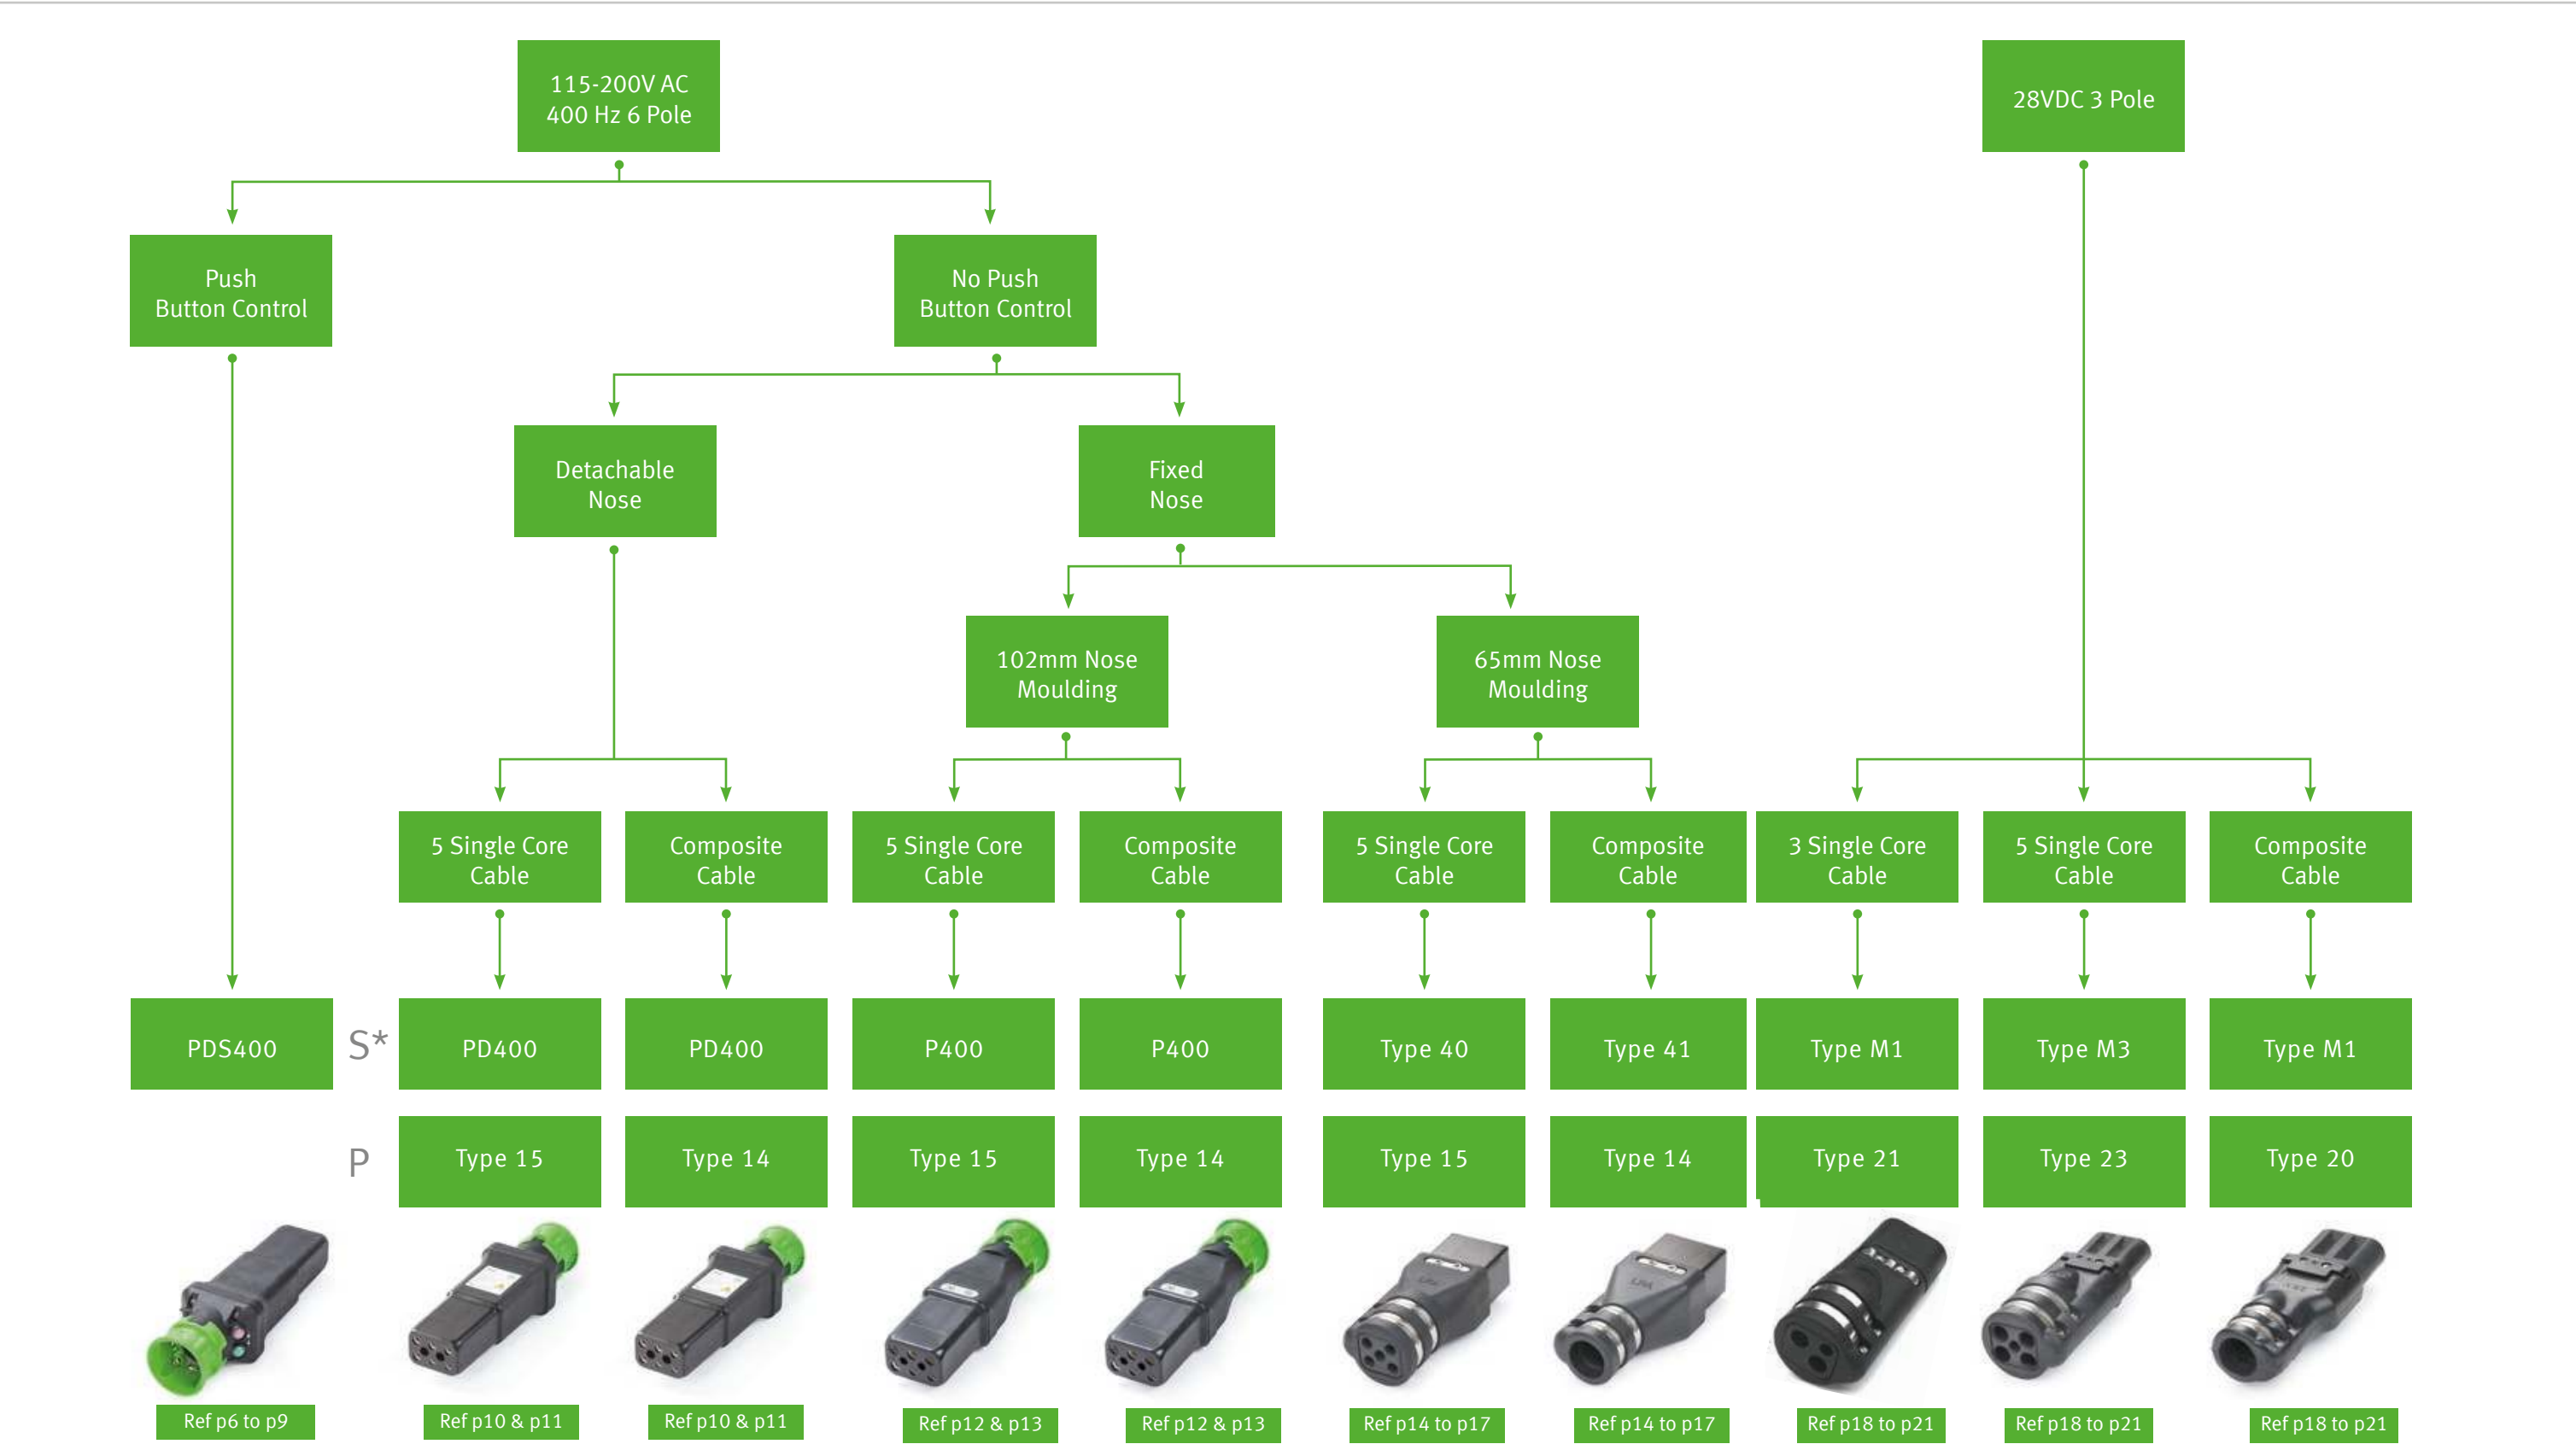 115-200V AC
400 Hz 6 Pole
28VDC 3 Pole
Push
Button Control
No Push
Button Control
Detachable
Nose
Fixed
Nose
102mm Nose
Moulding
65mm Nose
Moulding
5 Single Core
Cable
Composite
Cable
5 Single Core
Cable
Composite
Cable
5 Single Core
Cable
Composite
Cable
3 Single Core
Cable
5 Single Core
Cable
Composite
Cable
PDS400
S*
PD400
PD400
P400
P400
Type 40
Type 41
Type M1
Type M3
Type M1
P
Type 15
Type 14
Type 15
Type 14
Type 15
Type 14
Type 21
Type 23
Type 20
Ref p6 to p9
Ref p10 & p11
Ref p10 & p11
Ref p12 & p13
Ref p12 & p13
Ref p14 to p17
Ref p14 to p17
Ref p18 to p21
Ref p18 to p21
Ref p18 to p21